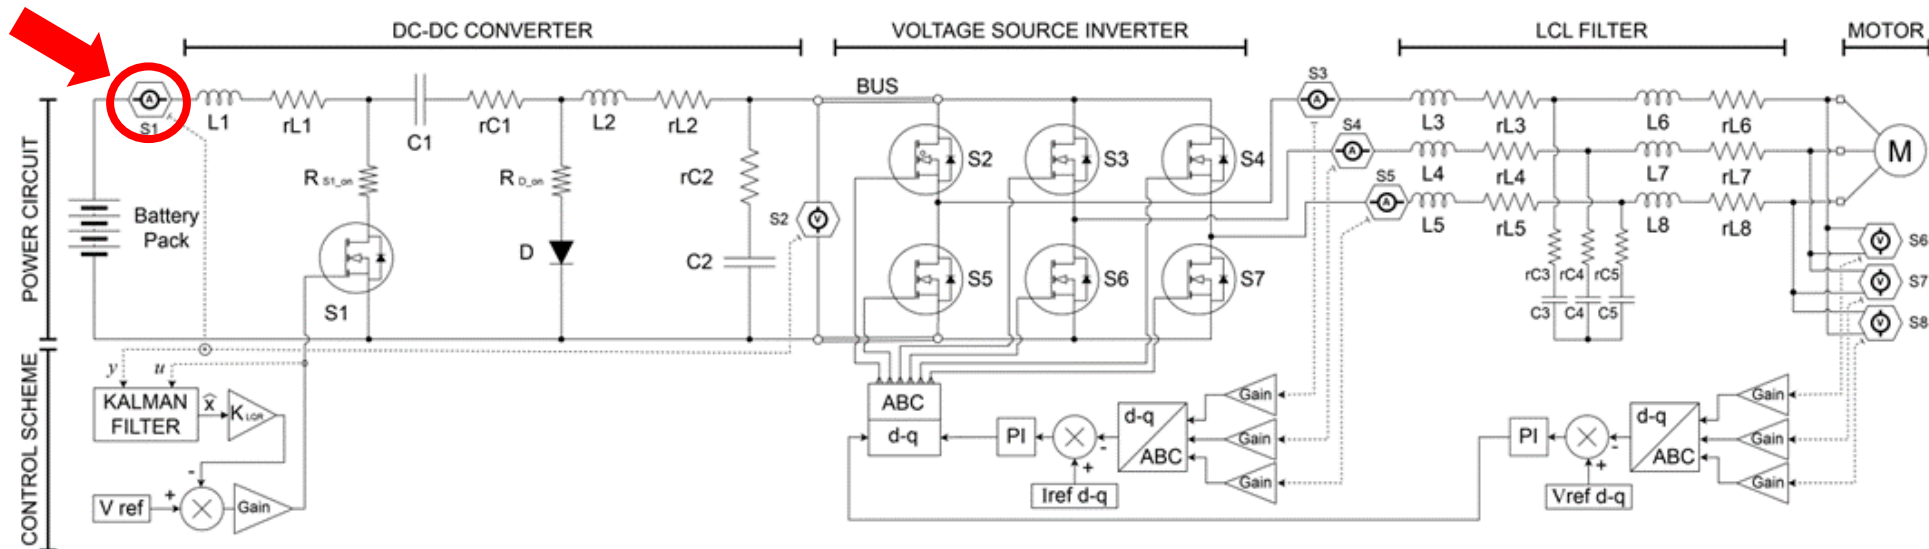 DC-DC CONVERTER
VOLTAGE SOURCE INVERTER
LCL FILTER
MOTOR
POWER CIRCUIT
CONTROL SCHEME
A
S1
L1
rL1
C1
rC1
L2
rL2
BUS
R S1_on
R D_on
rC2
Battery
Pack
S1
D
C2
S2
V
S2
S3
S4
S5
S6
S7
S3
A
S4
A
S5
A
L3
rL3
L6
rL6
L4
rL4
L7
rL7
L5
rL5
L8
rL8
rC3
rC4
rC5
C3
C4
C5
M
V
S6
V
S7
V
S8
y
u
KALMAN
FILTER
x̂
K LQR
-
V ref
+
Gain
ABC
d-q
PI
-
+
Iref d-q
d-q
ABC
Gain
Gain
Gain
PI
-
+
Vref d-q
d-q
ABC
Gain
Gain
Gain